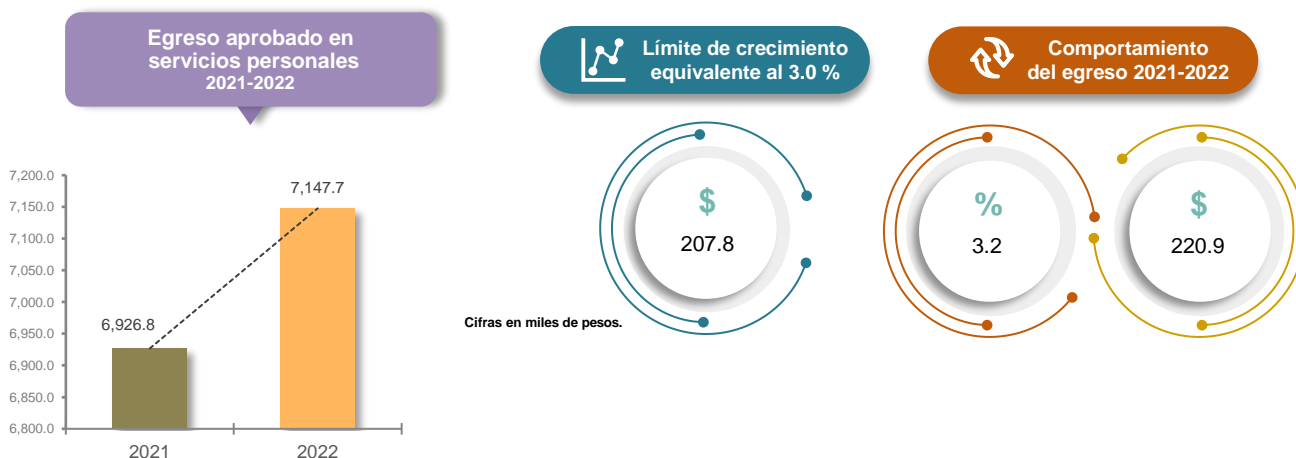 Egreso aprobado en
servicios personales
2021-2022
Límite de crecimiento
equivalente al 3.0 %
Comportamiento
del egreso 2021-2022
7,200.0
7,150.0
7,100.0
7,050.0
7,000.0
6,950.0
6,900.0
6,850.0
6,800.0
6,926.8
7,147.7
2021
2022
$
207.8
%
3.2
$
220.9
Cifras en miles de pesos.